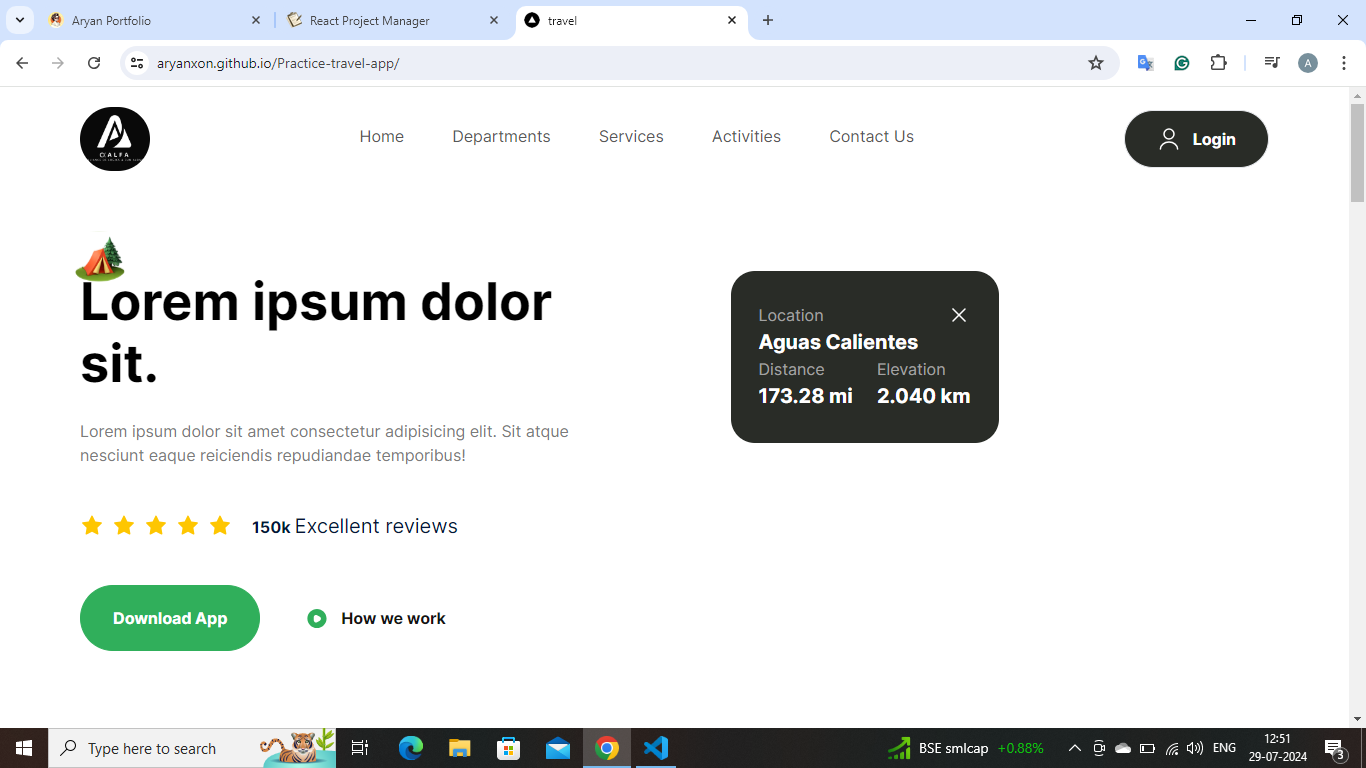 Aryan Portfolio
React Project Manager
travel
aryanxon.github.io/Practice-travel-app/
A
ALFA
Home
Departments
Services
Activities
Contact Us
Login
Lorem ipsum dolor
sit.
Lorem ipsum dolor sit amet consectetur adipisicing elit. Sit atque
nesciunt eaque reiciendis repudiandae temporibus!
150k Excellent reviews
Download App
How we work
Location
Aguas Calientes
Distance
Elevation
173.28 mi
2.040 km
Type here to search
BSE smlcap +0.88%
ENG
12:51
29-07-2024
3